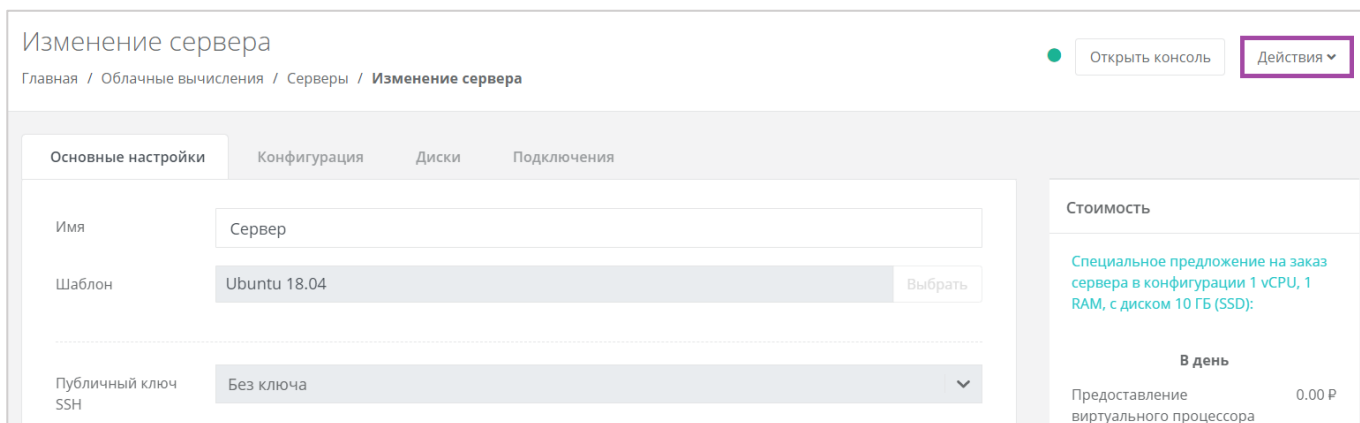 Изменение сервера
Главная / Облачные вычисления / Серверы / Изменение сервера
Открыть консоль
Действия
Основные настройки
Конфигурация
Диски
Подключения
Имя
Сервер
Шаблон
Ubuntu 18.04
Выбрать
Публичный ключ
SSH
Без ключа
Стоимость
Специальное предложение на заказ
сервера в конфигурации 1 vCPU, 1
RAM, с диском 10 ГБ (SSD):
В день
Предоставление 0.00 ₽
виртуального процессора